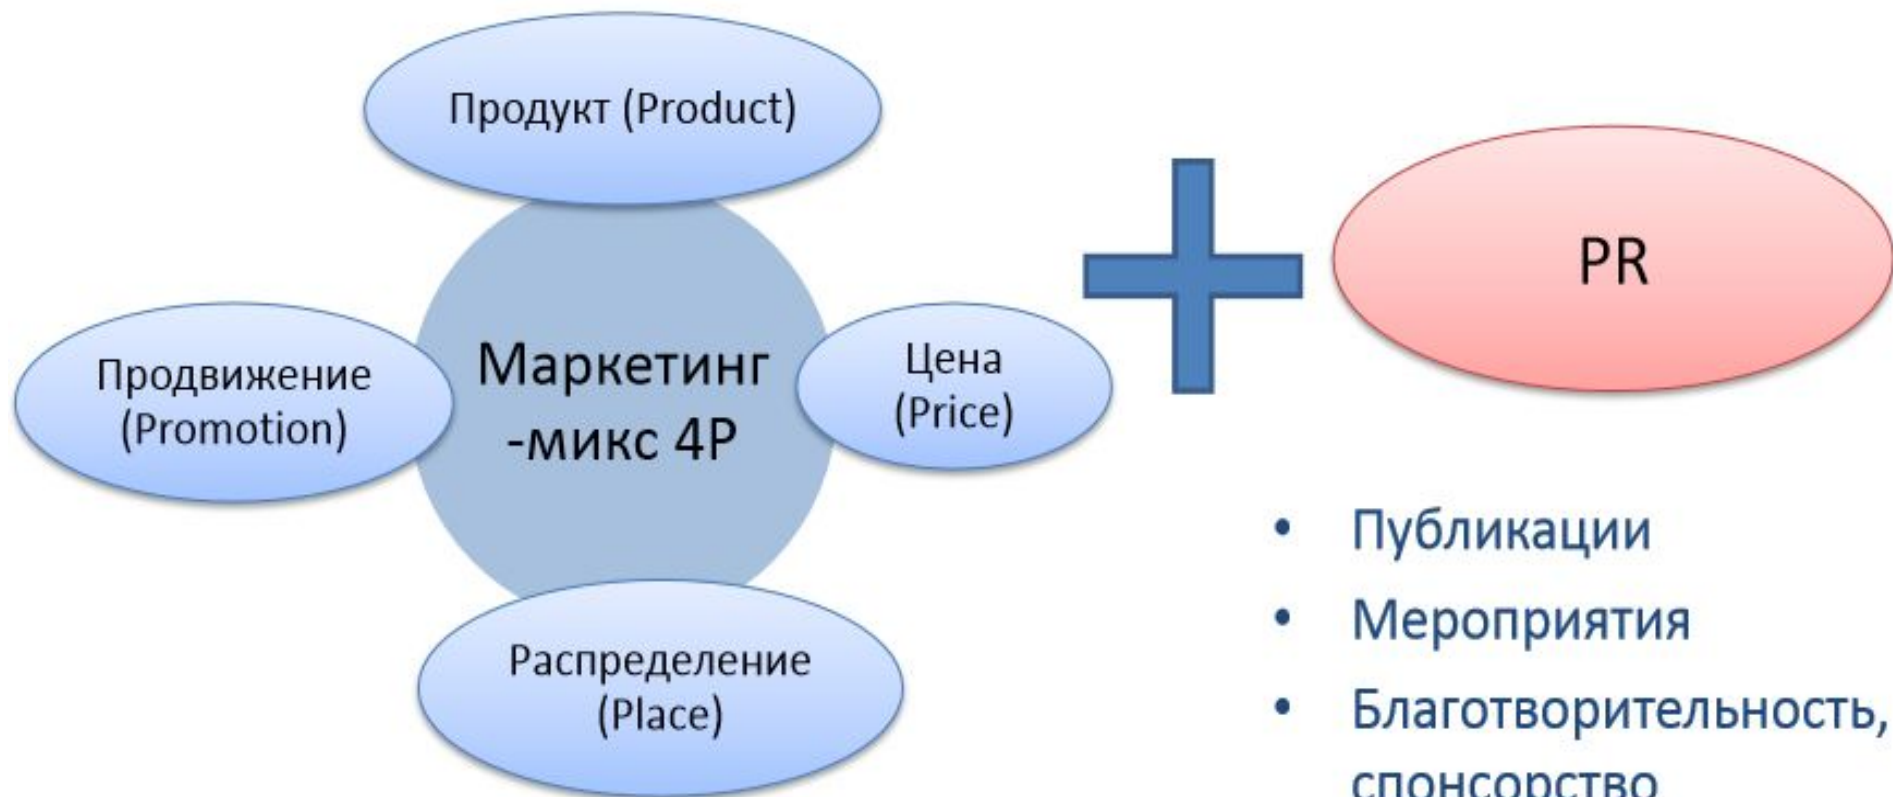 Продукт (Product)
Продвижение
(Promotion)
Маркетинг
-микс 4P
Цена
(Price)
Распределение
(Place)
PR
• Публикации
• Мероприятия
• Благотворительность,
спонсорство